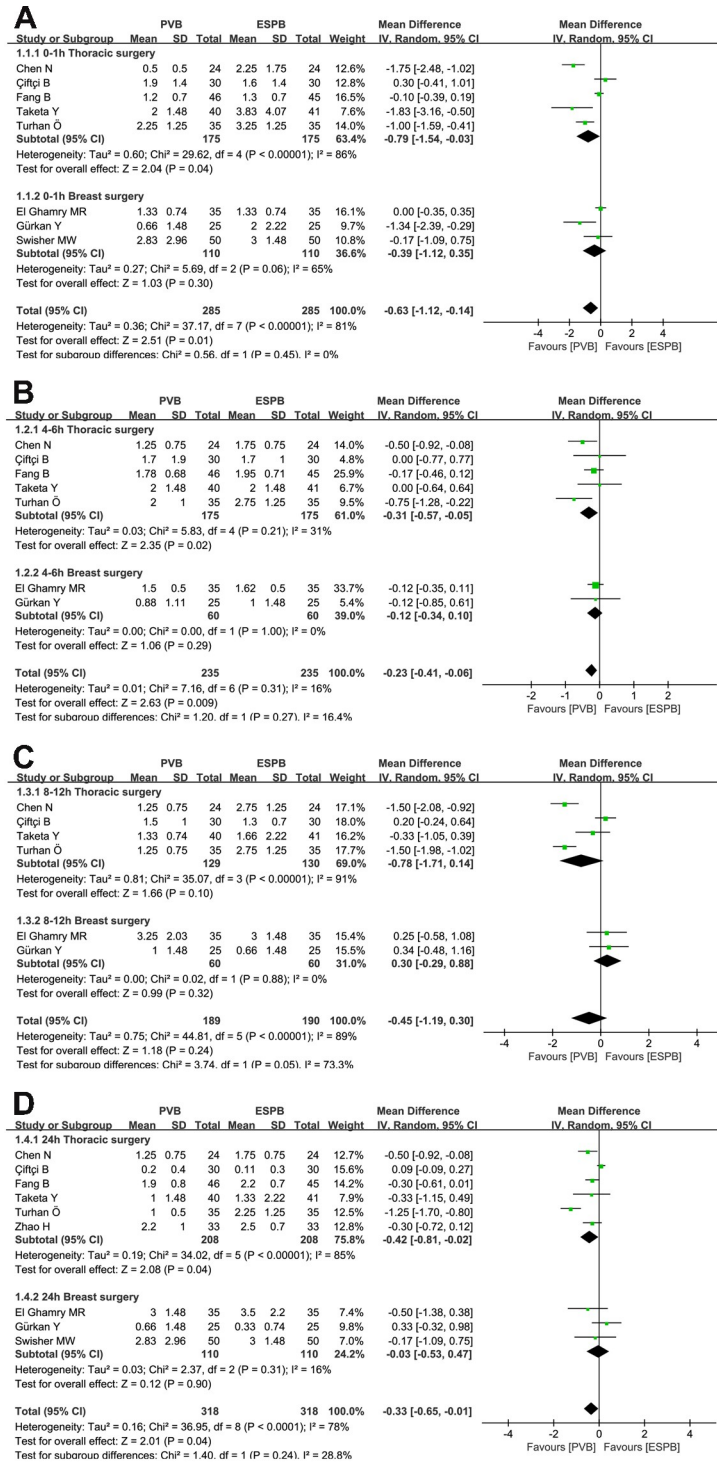 A
PVB ESPB Mean Difference Mean Difference
Study or Subgroup Mean SD Total Mean SD Total Weight IV, Random, 95% CI IV, Random, 95% CI
1.1.1 0-1h Thoracic surgery
Chen N 0.5 0.5 24 2.25 1.75 24 12.6% -1.75 [-2.48, -1.02]
Çiftçi B 1.9 1.4 30 1.6 1.4 30 12.8% 0.30 [-0.41, 1.01]
Fang B 1.2 0.7 46 1.3 0.7 45 16.5% -0.10 [-0.39, 0.19]
Taketa Y 2 1.48 40 3.83 4.07 41 4.7% -1.83 [-3.16, -0.50]
Turhan Ö 2.25 1.25 35 3.25 1.25 35 14.0% -1.00 [-1.59, -0.41]
Subtotal (95% CI) 175 175 63.4% -0.79 [-1.54, -0.03]
Heterogeneity: Tau² = 0.60; Chi² = 29.62, df = 4 (P < 0.00001); I² = 86%
Test for overall effect: Z = 2.04 (P = 0.04)
1.1.2 0-1h Breast surgery
El Ghamry MR 1.33 0.74 35 1.33 0.74 35 16.1% 0.00 [-0.35, 0.35]
Gürkan Y 0.66 1.48 25 2 2.22 25 9.7% -1.34 [-2.39, -0.29]
Swisher MW 2.83 2.96 50 3 1.48 50 10.8% -0.17 [-1.09, 0.75]
Subtotal (95% CI) 110 110 36.6% -0.39 [-1.12, 0.35]
Heterogeneity: Tau² = 0.27; Chi² = 5.69, df = 2 (P = 0.06); I² = 65%
Test for overall effect: Z = 1.03 (P = 0.30)
Total (95% CI) 285 285 100.0% -0.63 [-1.12, -0.14]
Heterogeneity: Tau² = 0.36; Chi² = 37.17, df = 7 (P < 0.00001); I² = 81%
Test for overall effect: Z = 2.51 (P = 0.01)
Test for subgroup differences: Chi² = 0.56, df = 1 (P = 0.45), I² = 0%
-4 -2 0 2 4
Favours [PVB] Favours [ESPB]
B
PVB ESPB Mean Difference Mean Difference
Study or Subgroup Mean SD Total Mean SD Total Weight IV, Random, 95% CI IV, Random, 95% CI
1.2.1 4-6h Thoracic surgery
Chen N 1.25 0.75 24 1.75 0.75 24 14.0% -0.50 [-0.92, -0.08]
Çiftçi B 1.7 1.9 30 1.7 1 30 4.8% 0.00 [-0.77, 0.77]
Fang B 1.78 0.68 46 1.95 0.71 45 25.9% -0.17 [-0.46, 0.12]
Taketa Y 2 1.48 40 2 1.48 41 6.7% 0.00 [-0.64, 0.64]
Turhan Ö 2 1 35 2.75 1.25 35 9.5% -0.75 [-1.28, -0.22]
Subtotal (95% CI) 175 175 61.0% -0.31 [-0.57, -0.05]
Heterogeneity: Tau² = 0.03; Chi² = 5.83, df = 4 (P = 0.21); I² = 31%
Test for overall effect: Z = 2.35 (P = 0.02)
1.2.2 4-6h Breast surgery
El Ghamry MR 1.5 0.5 35 1.62 0.5 35 33.7% -0.12 [-0.35, 0.11]
Gürkan Y 0.88 1.11 25 1 1.48 25 5.4% -0.12 [-0.85, 0.61]
Subtotal (95% CI) 60 60 39.0% -0.12 [-0.34, 0.10]
Heterogeneity: Tau² = 0.00; Chi² = 0.00, df = 1 (P = 1.00); I² = 0%
Test for overall effect: Z = 1.06 (P = 0.29)
Total (95% CI) 235 235 100.0% -0.23 [-0.41, -0.06]
Heterogeneity: Tau² = 0.01; Chi² = 7.16, df = 6 (P = 0.31); I² = 16%
Test for overall effect: Z = 2.63 (P = 0.009)
Test for subgroup differences: Chi² = 1.20, df = 1 (P = 0.27), I² = 16.4%
-2 -1 0 1 2
Favours [PVB] Favours [ESPB]
C
PVB ESPB Mean Difference Mean Difference
Study or Subgroup Mean SD Total Mean SD Total Weight IV, Random, 95% CI IV, Random, 95% CI
1.3.1 8-12h Thoracic surgery
Chen N 1.25 0.75 24 2.75 1.25 24 17.1% -1.50 [-2.08, -0.92]
Çiftçi B 1.5 1 30 1.3 0.7 30 18.0% 0.20 [-0.24, 0.64]
Taketa Y 1.33 0.74 40 1.66 2.22 41 16.2% -0.33 [-1.05, 0.39]
Turhan Ö 1.25 0.75 35 2.75 1.25 35 17.7% -1.50 [-1.98, -1.02]
Subtotal (95% CI) 129 130 69.0% -0.78 [-1.71, 0.14]
Heterogeneity: Tau² = 0.81; Chi² = 35.07, df = 3 (P < 0.00001); I² = 91%
Test for overall effect: Z = 1.66 (P = 0.10)
1.3.2 8-12h Breast surgery
El Ghamry MR 3.25 2.03 35 3 1.48 35 15.4% 0.25 [-0.58, 1.08]
Gürkan Y 1 1.48 25 0.66 1.48 25 15.5% 0.34 [-0.48, 1.16]
Subtotal (95% CI) 60 60 31.0% 0.30 [-0.29, 0.88]
Heterogeneity: Tau² = 0.00; Chi² = 0.02, df = 1 (P = 0.88); I² = 0%
Test for overall effect: Z = 0.99 (P = 0.32)
Total (95% CI) 189 190 100.0% -0.45 [-1.19, 0.30]
Heterogeneity: Tau² = 0.75; Chi² = 44.81, df = 5 (P < 0.00001); I² = 89%
Test for overall effect: Z = 1.18 (P = 0.24)
Test for subgroup differences: Chi² = 3.74, df = 1 (P = 0.05), I² = 73.3%
-4 -2 0 2 4
Favours [PVB] Favours [ESPB]
D
PVB ESPB Mean Difference Mean Difference
Study or Subgroup Mean SD Total Mean SD Total Weight IV, Random, 95% CI IV, Random, 95% CI
1.4.1 24h Thoracic surgery
Chen N 1.25 0.75 24 1.75 0.75 24 12.7% -0.50 [-0.92, -0.08]
Çiftçi B 0.2 0.4 30 0.11 0.3 30 15.6% 0.09 [-0.09, 0.27]
Fang B 1.9 0.8 46 2.2 0.7 45 14.2% -0.30 [-0.61, 0.01]
Taketa Y 1 1.48 40 1.33 2.22 41 7.9% -0.33 [-1.15, 0.49]
Turhan Ö 1 0.5 35 2.25 1.25 35 12.5% -1.25 [-1.70, -0.80]
Zhao H 2.2 1 33 2.5 0.7 33 12.8% -0.30 [-0.72, 0.12]
Subtotal (95% CI) 208 208 75.8% -0.42 [-0.81, -0.02]
Heterogeneity: Tau² = 0.19; Chi² = 34.02, df = 5 (P < 0.00001); I² = 85%
Test for overall effect: Z = 2.08 (P = 0.04)
1.4.2 24h Breast surgery
El Ghamry MR 3 1.48 35 3.5 2.2 35 7.4% -0.50 [-1.38, 0.38]
Gürkan Y 0.66 1.48 25 0.33 0.74 25 9.8% 0.33 [-0.32, 0.98]
Swisher MW 2.83 2.96 50 3 1.48 50 7.0% -0.17 [-1.09, 0.75]
Subtotal (95% CI) 110 110 24.2% -0.03 [-0.53, 0.47]
Heterogeneity: Tau² = 0.03; Chi² = 2.37, df = 2 (P = 0.31); I² = 16%
Test for overall effect: Z = 0.12 (P = 0.90)
Total (95% CI) 318 318 100.0% -0.33 [-0.65, -0.01]
Heterogeneity: Tau² = 0.16; Chi² = 36.95, df = 8 (P < 0.0001); I² = 78%
Test for overall effect: Z = 2.01 (P = 0.04)
Test for subgroup differences: Chi² = 1.40, df = 1 (P = 0.24), I² = 28.8%
-4 -2 0 2 4
Favours [PVB] Favours [ESPB]